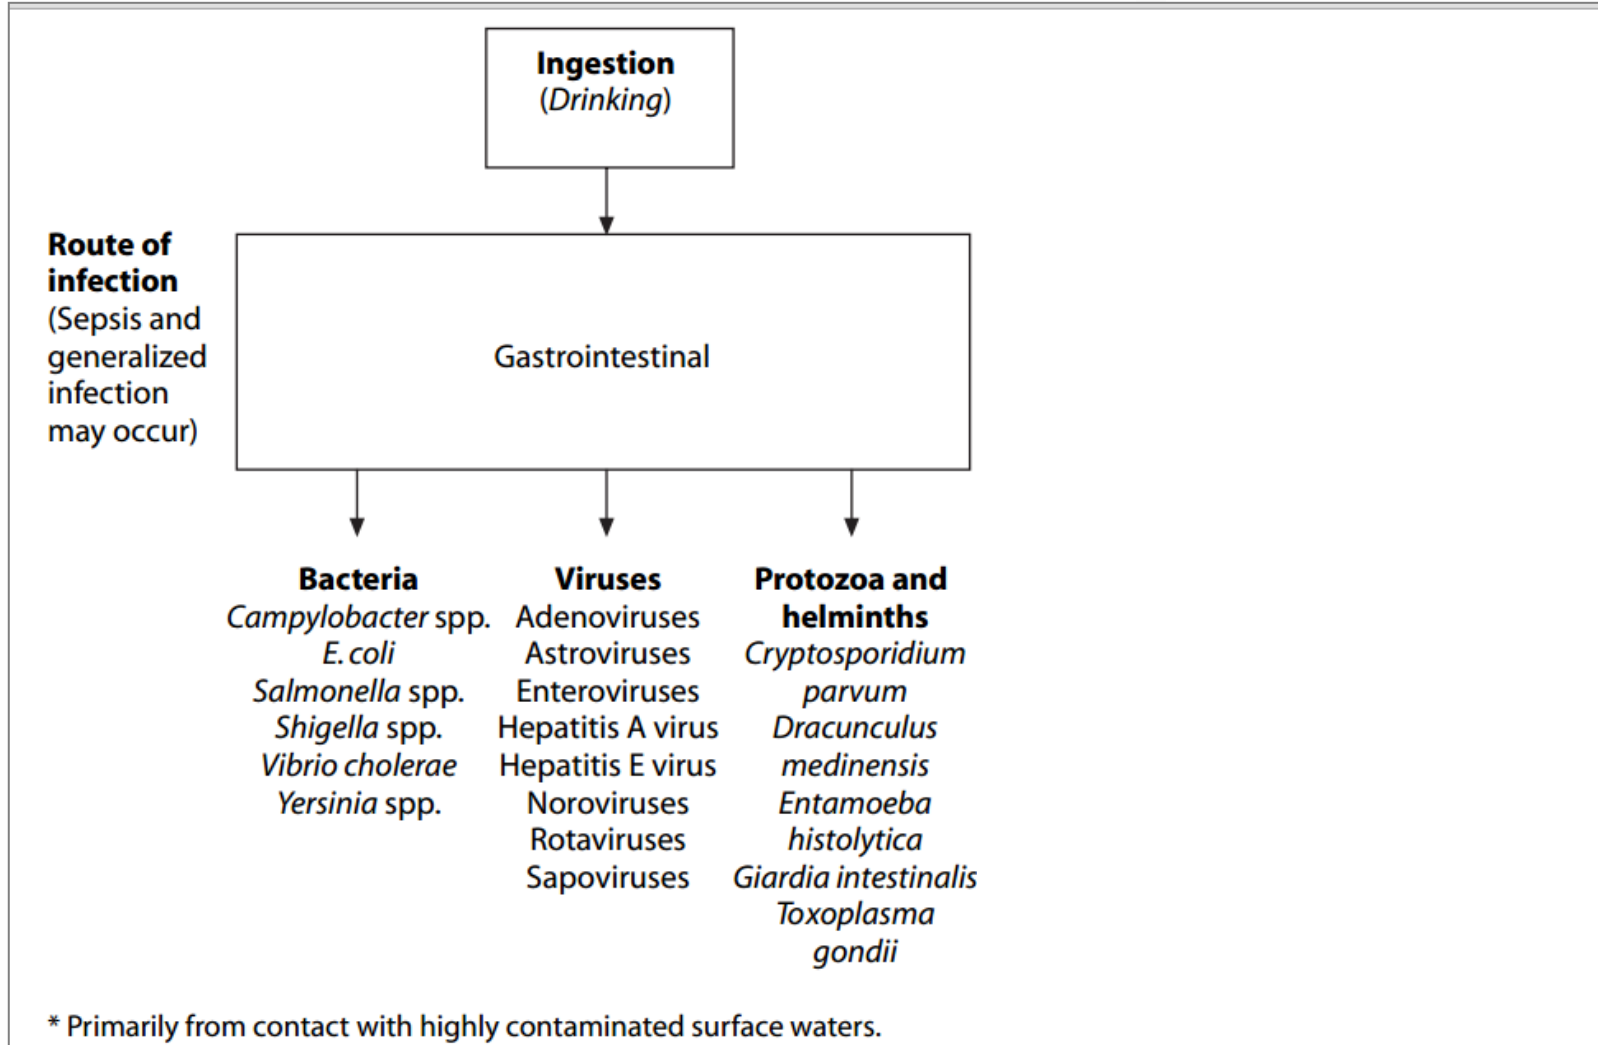 Ingestion
(Drinking)
Route of
infection
(Sepsis and
generalized
infection
may occur)
Gastrointestinal
Bacteria
Campylobacter spp.
E. coli
Salmonella spp.
Shigella spp.
Vibrio cholerae
Yersinia spp.
Viruses
Adenoviruses
Astroviruses
Enteroviruses
Hepatitis A virus
Hepatitis E virus
Noroviruses
Rotaviruses
Sapoviruses
Protozoa and
helminths
Cryptosporidium
parvum
Dracunculus
medinensis
Entamoeba
histolytica
Giardia intestinalis
Toxoplasma
gondii
* Primarily from contact with highly contaminated surface waters.